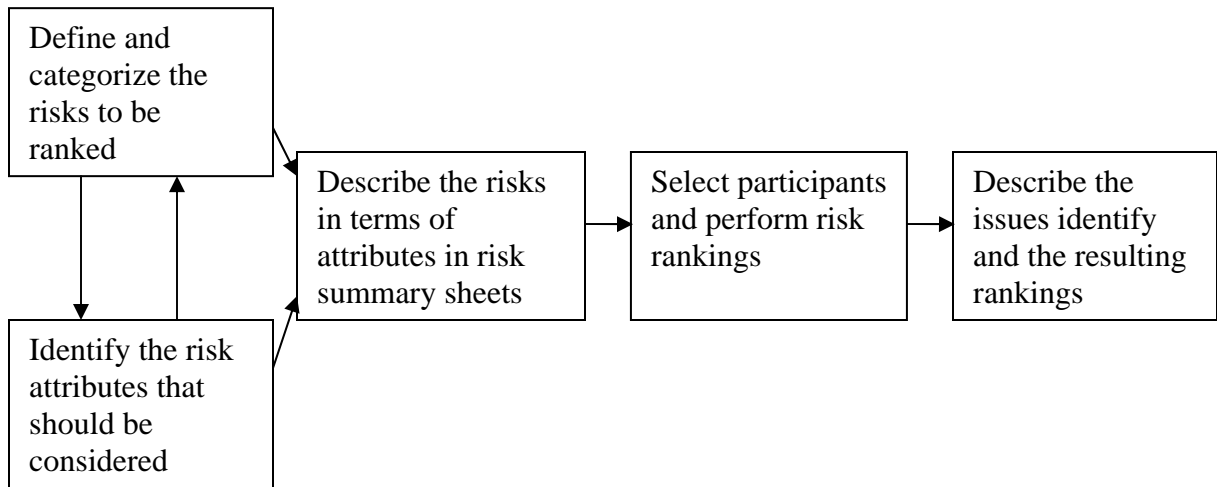 Define and
categorize the
risks to be
ranked
Identify the risk
attributes that
should be
considered
Describe the risks
in terms of
attributes in risk
summary sheets
Select participants
and perform risk
rankings
Describe the
issues identify
and the resulting
rankings